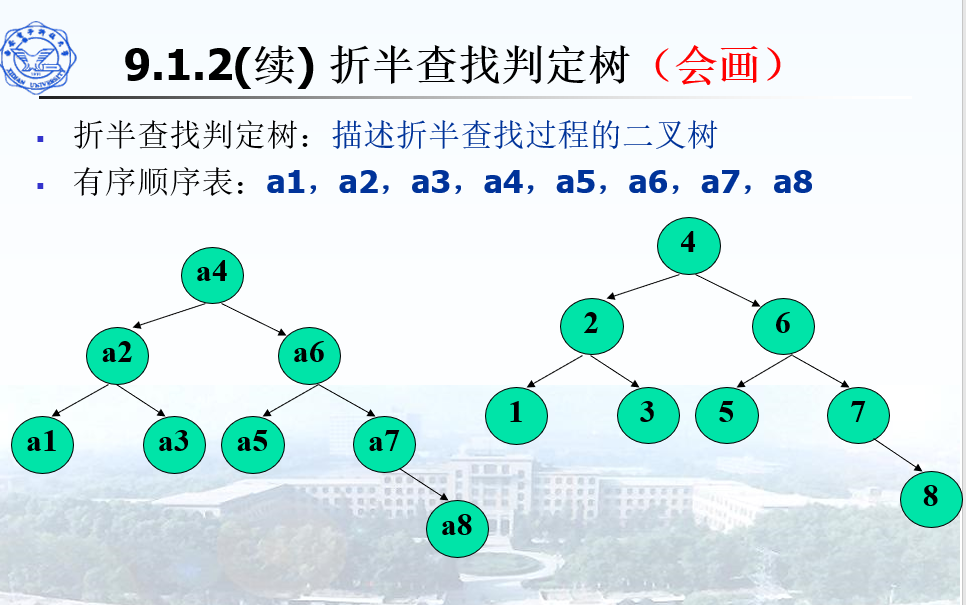 9.1.2(续) 折半查找判定树（会画）
折半查找判定树：描述折半查找过程的二叉树
有序顺序表：a1，a2，a3，a4，a5，a6，a7，a8
a4
a2 a6
a1 a3 a5 a7
a8
4
2 6
1 3 5 7
8